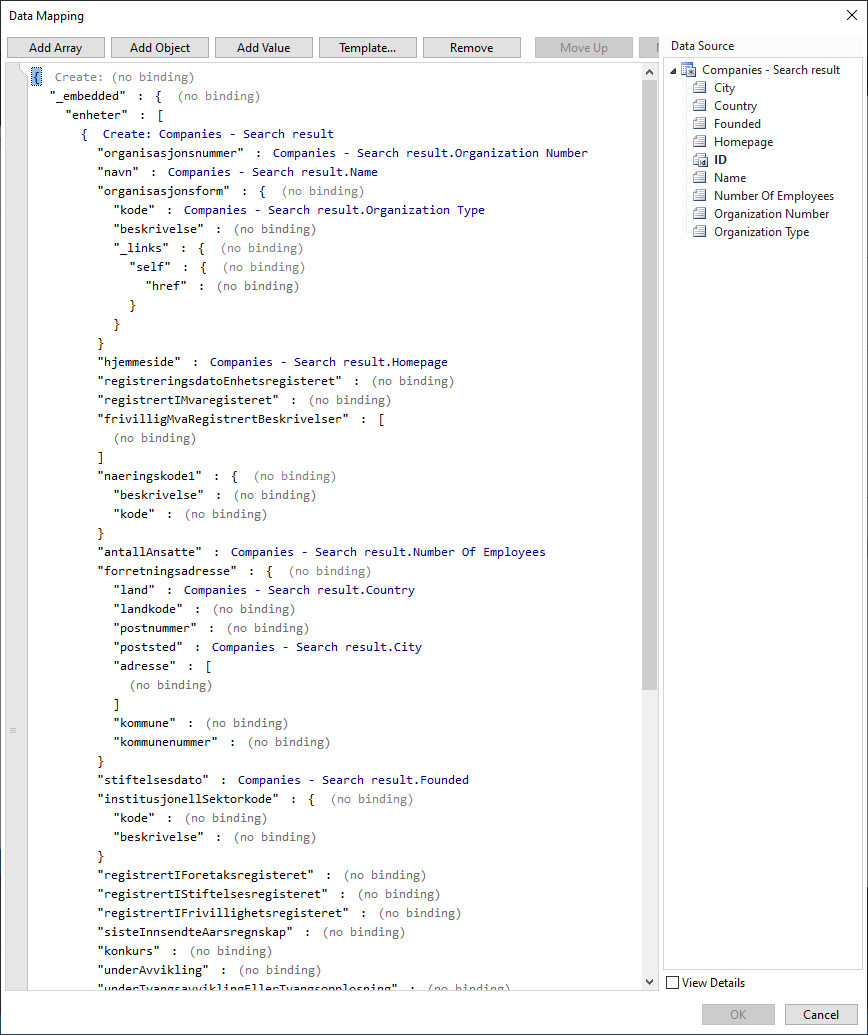 Data Mapping
Add Array Add Object Add Value Template... Remove Move Up
{ Create: (no binding)
"_embedded" : { (no binding)
"enheter" : [
{ Create: Companies - Search result
"organisasjonsnummer" : Companies - Search result.Organization Number
"navn" : Companies - Search result.Name
"organisasjonsform" : { (no binding)
"kode" : Companies - Search result.Organization Type
"beskrivelse" : (no binding)
"_links" : { (no binding)
"self" : { (no binding)
"href" : (no binding)
}
}
}
"hjemmeside" : Companies - Search result.Homepage
"registreringsdatoEnhetsregisteret" : (no binding)
"registrertIMvaregisteret" : (no binding)
"frivilligMvaRegistrertBeskrivelser" : [
(no binding)
]
"naeringskode1" : { (no binding)
"beskrivelse" : (no binding)
"kode" : (no binding)
}
"antallAnsatte" : Companies - Search result.Number Of Employees
"forretningsadresse" : { (no binding)
"land" : Companies - Search result.Country
"landkode" : (no binding)
"postnummer" : (no binding)
"poststed" : Companies - Search result.City
"adresse" : [
(no binding)
]
"kommune" : (no binding)
"kommunenummer" : (no binding)
}
"stiftelsesdato" : Companies - Search result.Founded
"institusjonellSektorkode" : { (no binding)
"kode" : (no binding)
"beskrivelse" : (no binding)
}
"registrertIForetaksregisteret" : (no binding)
"registrertIStiftelsesregisteret" : (no binding)
"registrertIFrivillighetsregisteret" : (no binding)
"sisteInnsendteAarsregnskap" : (no binding)
"konkurs" : (no binding)
"underAvvikling" : (no binding)
"underTvangsavviklingEllerTvangsopplosning" : (no binding)
Data Source
Companies - Search result
City
Country
Founded
Homepage
ID
Name
Number Of Employees
Organization Number
Organization Type
View Details
OK Cancel